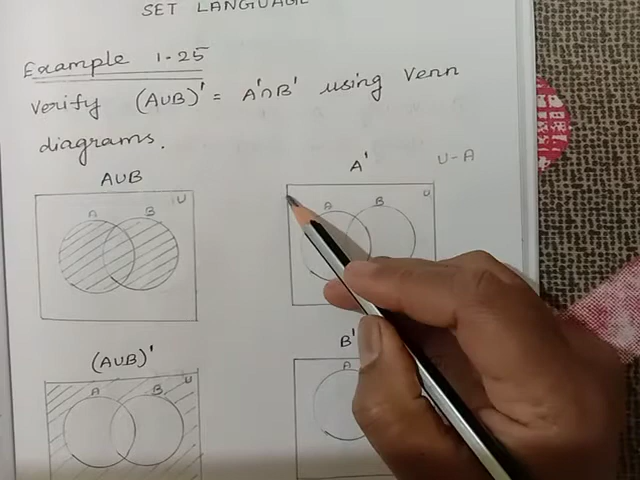 SET LANGUAGE
Example 1.25
Verify (A∪B)' = A'∩B' using Venn
diagrams.
A∪B
A' U-A
U
A B
U
A B
(A∪B)'
B'
U
A B
A